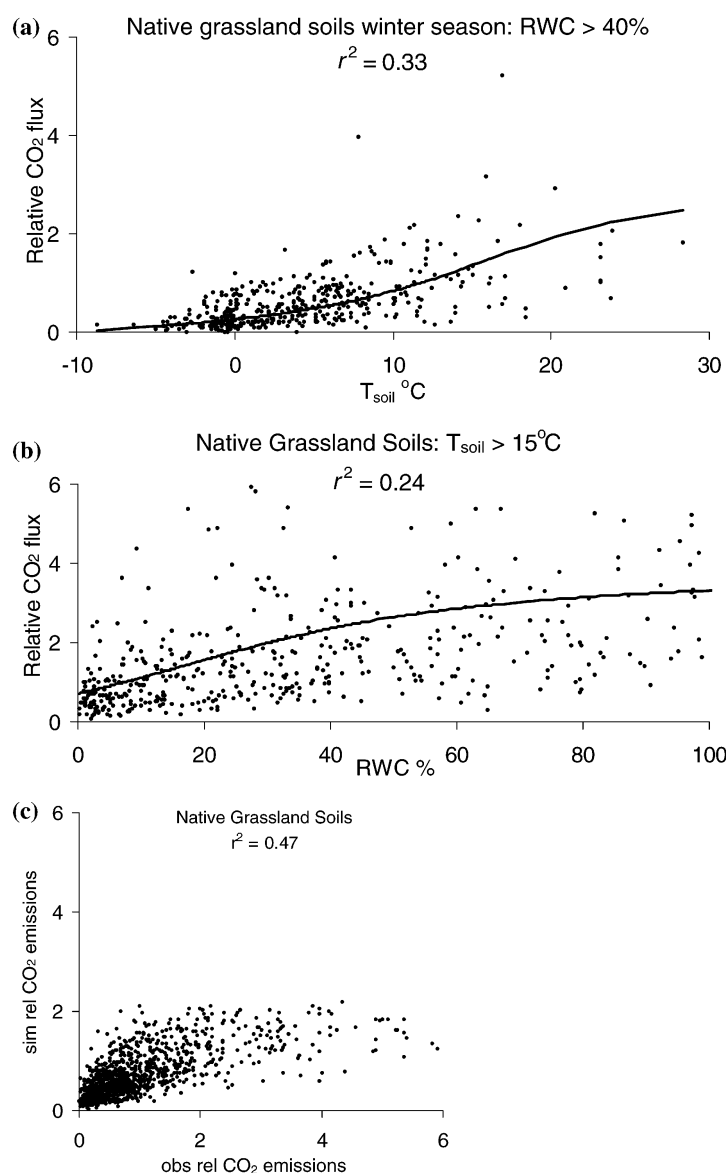 (a) Native grassland soils winter season: RWC > 40%
r² = 0.33
Relative CO₂ flux
6
4
2
0
-10 0 10 20 30
T_soil °C
(b) Native Grassland Soils: T_soil > 15°C
r² = 0.24
Relative CO₂ flux
6
4
2
0
0 20 40 60 80 100
RWC %
(c) Native Grassland Soils
r² = 0.47
sim rel CO₂ emissions
6
4
2
0
0 2 4 6
obs rel CO₂ emissions